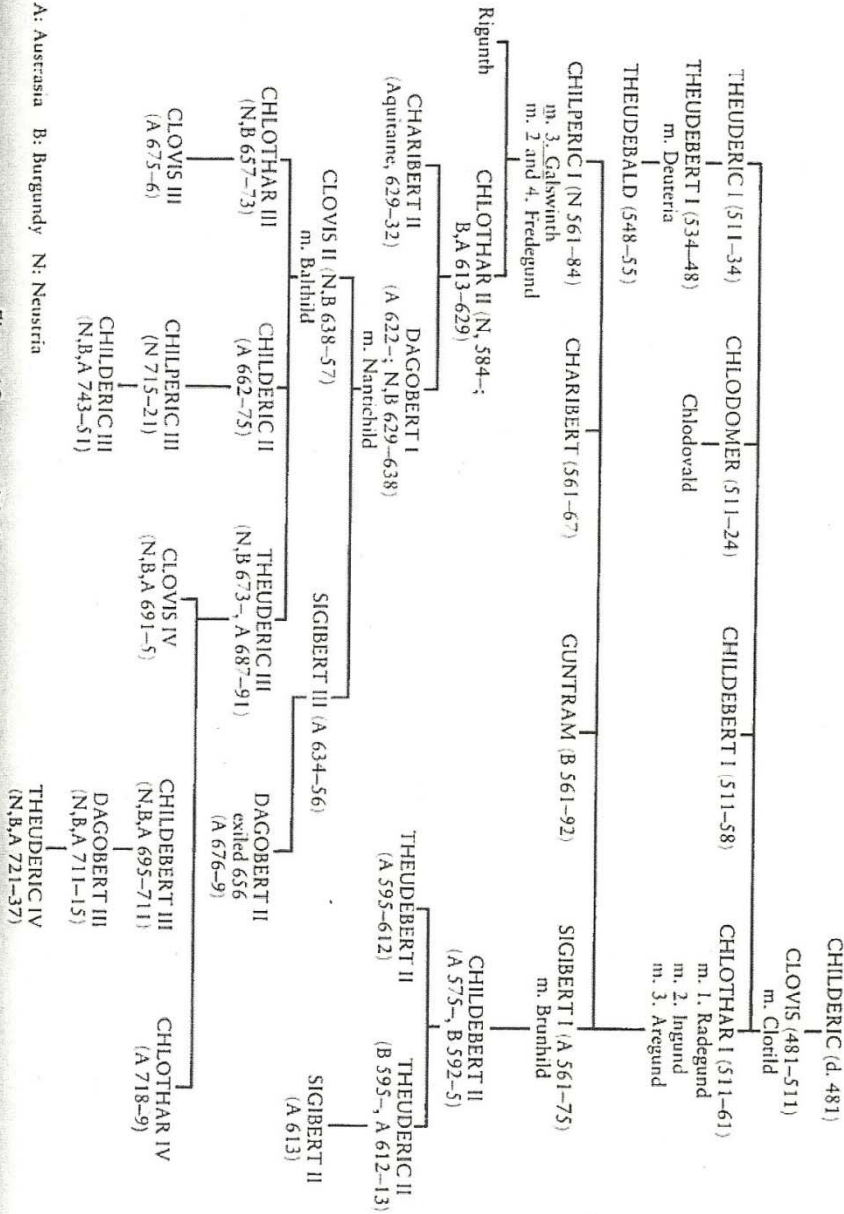 CHILDERIC (d. 481)
CLOVIS (481–511)
m. Clotild
THEUDERIC I (511–34)
CHLODOMER (511–24)
CHILDEBERT I (511–58)
CHLOTHAR I (511–61)
m. 1. Radegund
m. 2. Ingund
m. 3. Aregund
THEUDEBERT I (534–48)
m. Deuteria
Chlodovald
THEUDEBALD (548–55)
CHILPERIC I (N 561–84)
m. 3. Galswinth
m. 2 and 4. Fredegund
CHARIBERT (561–67)
GUNTRAM (B 561–92)
SIGIBERT I (A 561–75)
m. Brunhild
Rigunth
CHLOTHAR II (N, 584–;
B,A 613–629)
CHILDEBERT II
(A 575–, B 592–5)
CHARIBERT II
(Aquitaine, 629–32)
DAGOBERT I
(A 622–; N,B 629–638)
m. Nantichild
THEUDEBERT II
(A 595–612)
THEUDERIC II
(B 595–, A 612–13)
CLOVIS II (N,B 638–57)
m. Balthild
SIGIBERT III (A 634–56)
SIGIBERT II
(A 613)
CHLOTHAR III
(N,B 657–73)
CHILDERIC II
(A 662–75)
THEUDERIC III
(N,B 673–, A 687–91)
DAGOBERT II
exiled 656
(A 676–9)
CLOVIS III
(A 675–6)
CHILPERIC III
(N 715–21)
CLOVIS IV
(N,B,A 691–5)
CHILDEBERT III
(N,B,A 695–711)
CHLOTHAR IV
(A 718–9)
CHILDERIC III
(N,B,A 743–51)
DAGOBERT III
(N,B,A 711–15)
THEUDERIC IV
(N,B,A 721–37)
A: Austrasia B: Burgundy N: Neustria